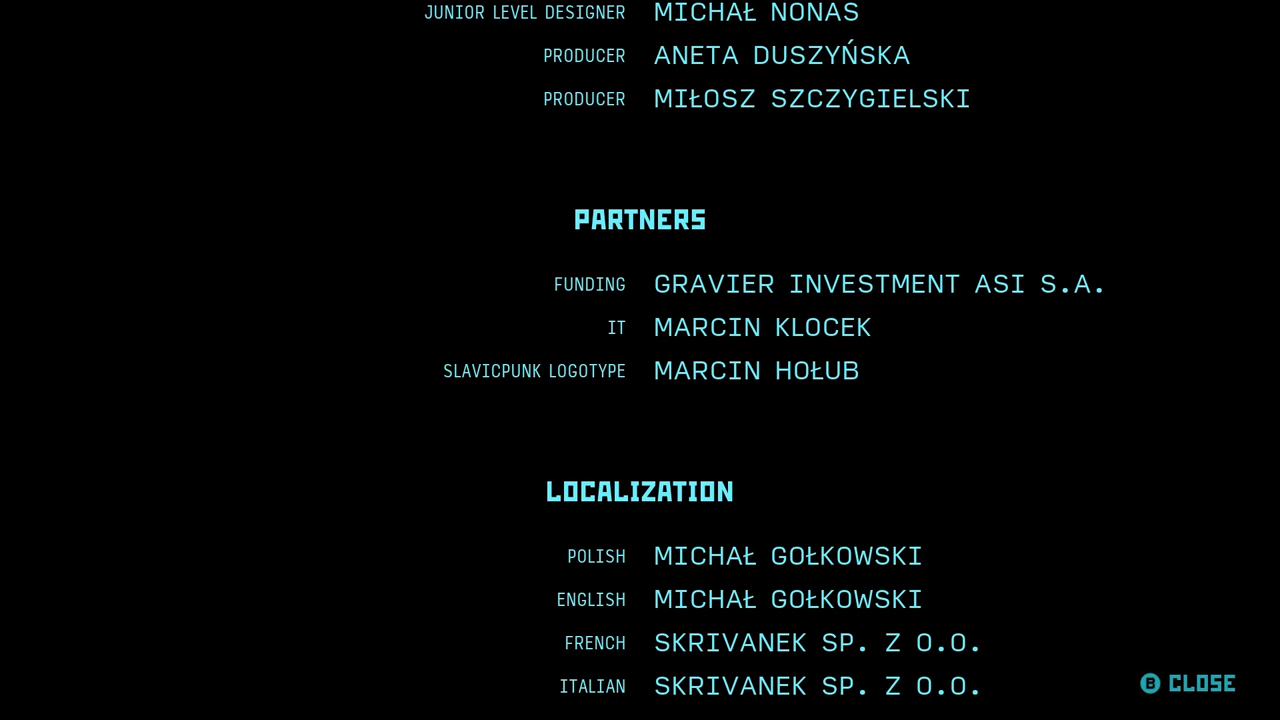 JUNIOR LEVEL DESIGNER MICHAŁ NONAS
PRODUCER ANETA DUSZYŃSKA
PRODUCER MIŁOSZ SZCZYGIELSKI
PARTNERS
FUNDING GRAVIER INVESTMENT ASI S.A.
IT MARCIN KLOCEK
SLAVICPUNK LOGOTYPE MARCIN HOŁUB
LOCALIZATION
POLISH MICHAŁ GOŁKOWSKI
ENGLISH MICHAŁ GOŁKOWSKI
FRENCH SKRIVANEK SP. Z O.O.
ITALIAN SKRIVANEK SP. Z O.O.
B CLOSE